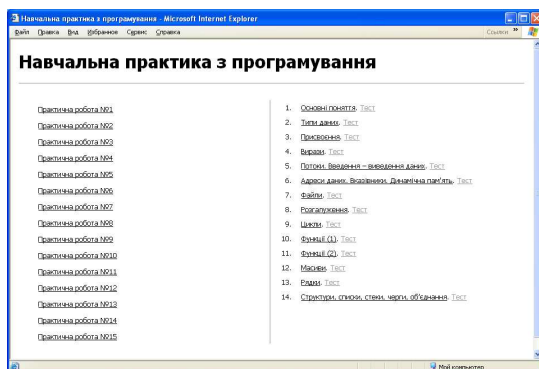 Навчальна практика з програмування - Microsoft Internet Explorer
Файл Правка Вид Избранное Сервис Справка
Ссылки »
Навчальна практика з програмування
Практична робота №1
Практична робота №2
Практична робота №3
Практична робота №4
Практична робота №5
Практична робота №6
Практична робота №7
Практична робота №8
Практична робота №9
Практична робота №10
Практична робота №11
Практична робота №12
Практична робота №13
Практична робота №14
Практична робота №15
1. Основні поняття. Тест
2. Типи даних. Тест
3. Присвоєння. Тест
4. Вирази. Тест
5. Потоки. Введення – виведення даних. Тест
6. Адреси даних. Вказівники. Динамічна пам'ять. Тест
7. Файли. Тест
8. Розгалуження. Тест
9. Цикли. Тест
10. Функції (1). Тест
11. Функції (2). Тест
12. Масиви. Тест
13. Рядки. Тест
14. Структури, списки, стеки, черги, об'єднання. Тест
Мой компьютер